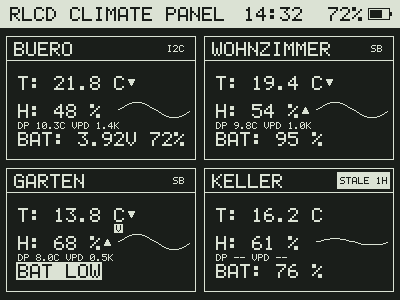 RLCD CLIMATE PANEL 14:32 72%
BUERO I2C
T: 21.8 C▼
H: 48 %
DP 10.3C VPD 1.4K
BAT: 3.92V 72%
WOHNZIMMER SB
T: 19.4 C▼
H: 54 %▲
DP 9.8C VPD 1.0K
BAT: 95 %
GARTEN SB
T: 13.8 C▼
V
H: 68 %▲
DP 8.0C VPD 0.5K
BAT LOW
KELLER STALE 1H
T: 16.2 C
H: 61 %
DP -- VPD --
BAT: 76 %